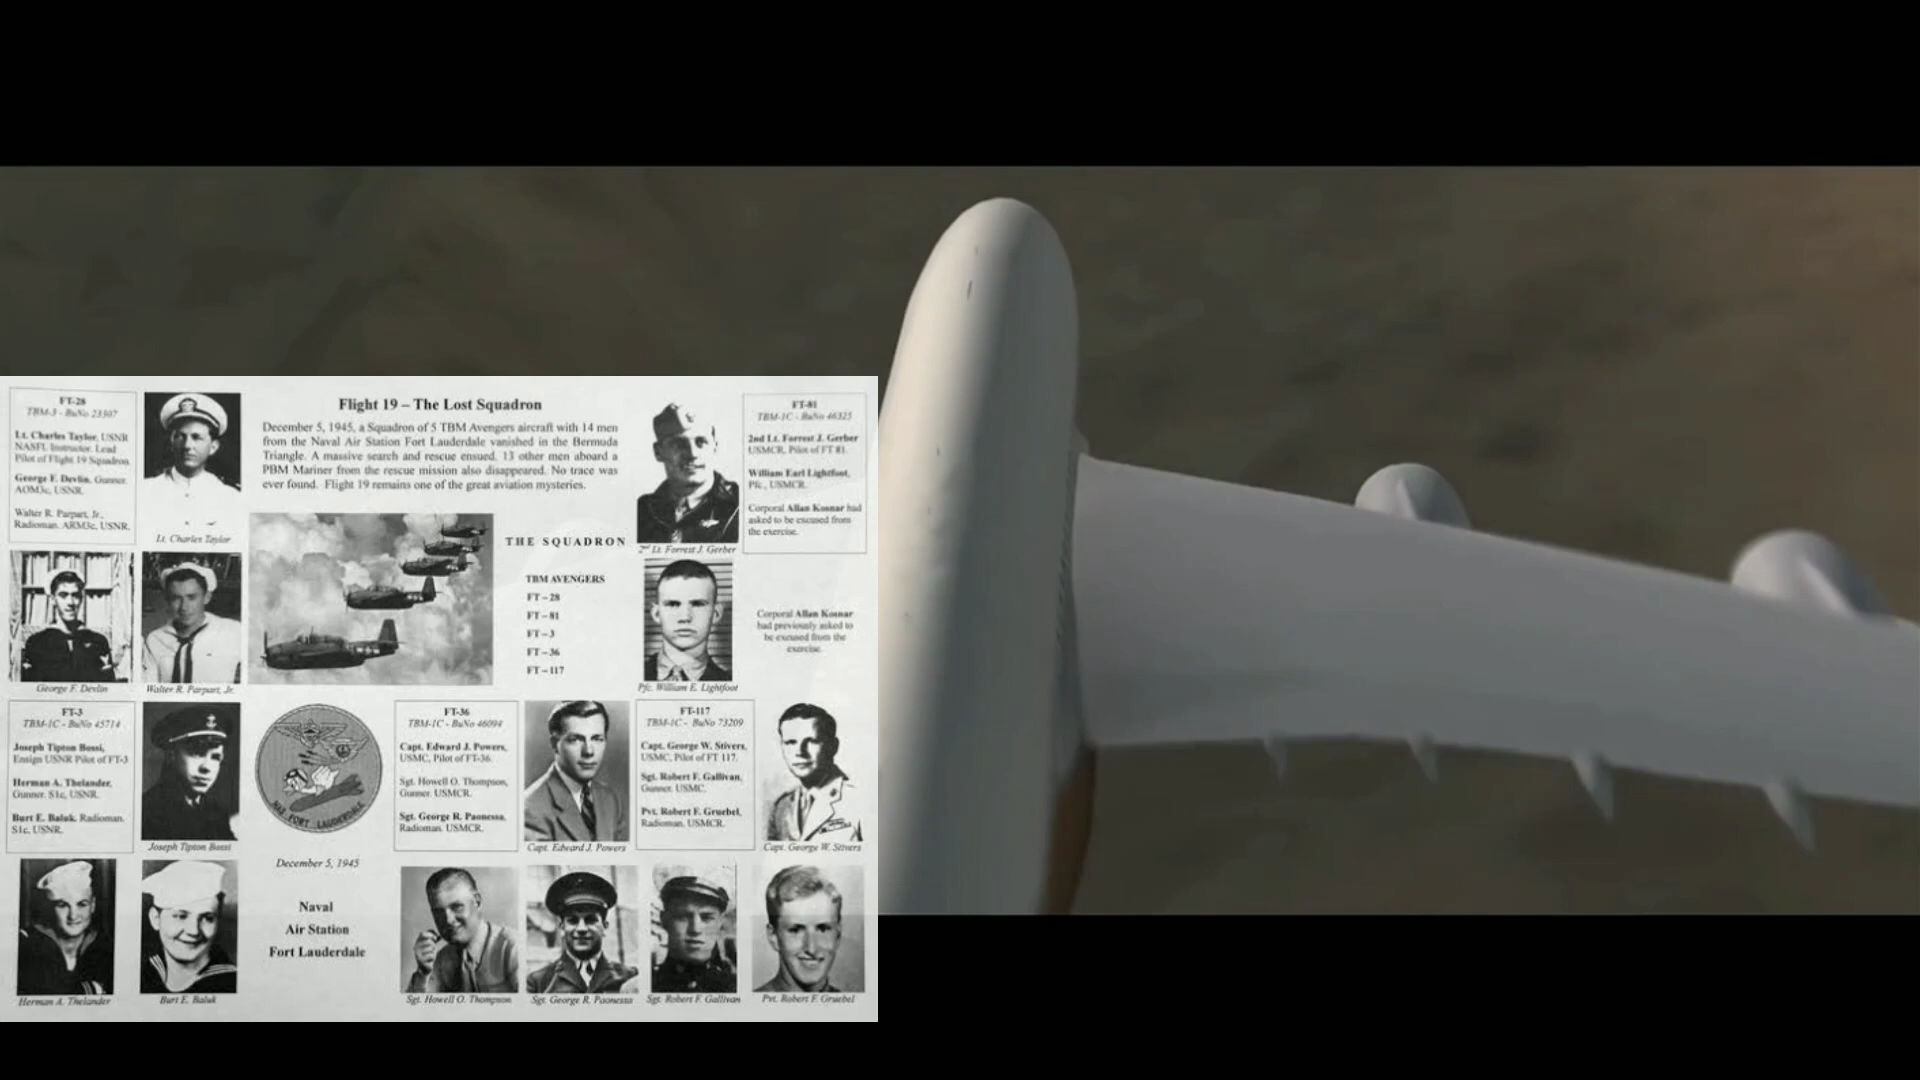 FT-28
TBM-3 - BuNo 23307
Lt. Charles Taylor, USNR
NASFL Instructor. Lead
Pilot of Flight 19 Squadron.
George F. Devlin, Gunner.
AOM3c, USNR.
Walter R. Parpart, Jr.,
Radioman. ARM3c, USNR.
Lt. Charles Taylor
Flight 19 – The Lost Squadron
December 5, 1945, a Squadron of 5 TBM Avengers aircraft with 14 men
from the Naval Air Station Fort Lauderdale vanished in the Bermuda
Triangle. A massive search and rescue ensued. 13 other men aboard a
PBM Mariner from the rescue mission also disappeared. No trace was
ever found. Flight 19 remains one of the great aviation mysteries.
2nd Lt. Forrest J. Gerber
FT-81
TBM-1C - BuNo 46325
2nd Lt. Forrest J. Gerber
USMCR, Pilot of FT 81.
William Earl Lightfoot,
Pfc., USMCR.
Corporal Allan Kosnar had
asked to be excused from
the exercise.
George F. Devlin
Walter R. Parpart, Jr.
THE SQUADRON
TBM AVENGERS
FT – 28
FT – 81
FT – 3
FT – 36
FT – 117
Pfc. William E. Lightfoot
Corporal Allan Kosnar
had previously asked to
be excused from the
exercise.
FT-3
TBM-1C - BuNo 45714
Joseph Tipton Bossi,
Ensign USNR Pilot of FT-3
Herman A. Thelander,
Gunner. S1c, USNR.
Burt E. Baluk, Radioman.
S1c, USNR.
Joseph Tipton Bossi
NAS FORT LAUDERDALE
December 5, 1945
Naval
Air Station
Fort Lauderdale
FT-36
TBM-1C - BuNo 46094
Capt. Edward J. Powers,
USMC, Pilot of FT-36.
Sgt. Howell O. Thompson,
Gunner. USMCR.
Sgt. George R. Paonessa,
Radioman. USMCR.
Capt. Edward J. Powers
FT-117
TBM-1C - BuNo 73209
Capt. George W. Stivers,
USMC, Pilot of FT 117.
Sgt. Robert F. Gallivan,
Gunner. USMC.
Pvt. Robert F. Gruebel,
Radioman. USMCR.
Capt. George W. Stivers
Herman A. Thelander
Burt E. Baluk
Sgt. Howell O. Thompson
Sgt. George R. Paonessa
Sgt. Robert F. Gallivan
Pvt. Robert F. Gruebel